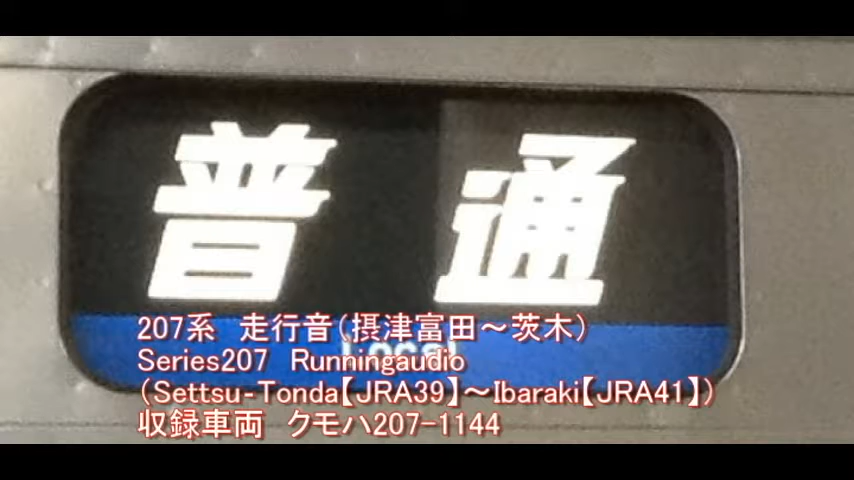 普通
Local
207系 走行音（摂津富田～茨木）
Series207 Runningaudio
（Settsu-Tonda【JRA39】～Ibaraki【JRA41】）
収録車両 クモハ207-1144